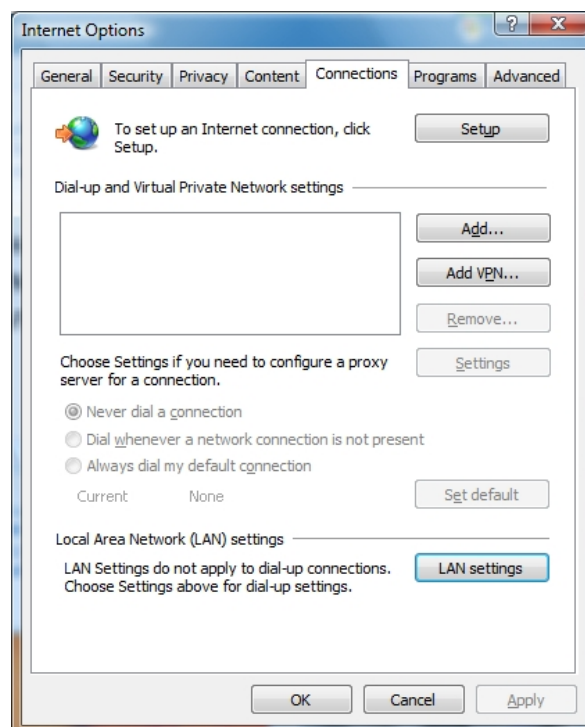 Internet Options
?
X
General Security Privacy Content Connections Programs Advanced
To set up an Internet connection, click
Setup.
Setup
Dial-up and Virtual Private Network settings
Add...
Add VPN...
Remove...
Choose Settings if you need to configure a proxy
server for a connection.
Settings
Never dial a connection
Dial whenever a network connection is not present
Always dial my default connection
Current None
Set default
Local Area Network (LAN) settings
LAN Settings do not apply to dial-up connections.
Choose Settings above for dial-up settings.
LAN settings
OK Cancel Apply